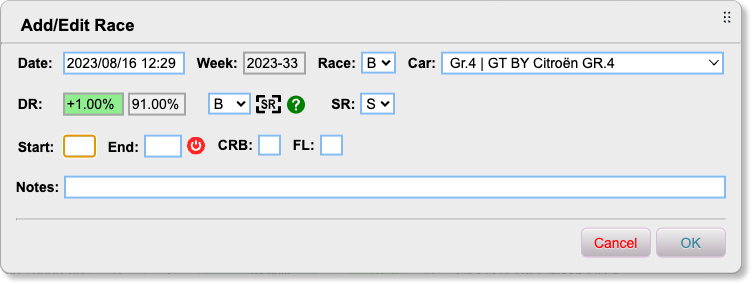 Add/Edit Race
Date: 2023/08/16 12:29 Week: 2023-33 Race: B Car: Gr.4 | GT BY Citroën GR.4
DR: +1.00% 91.00% B SR ? SR: S
Start: End: CRB: FL:
Notes:
Cancel OK